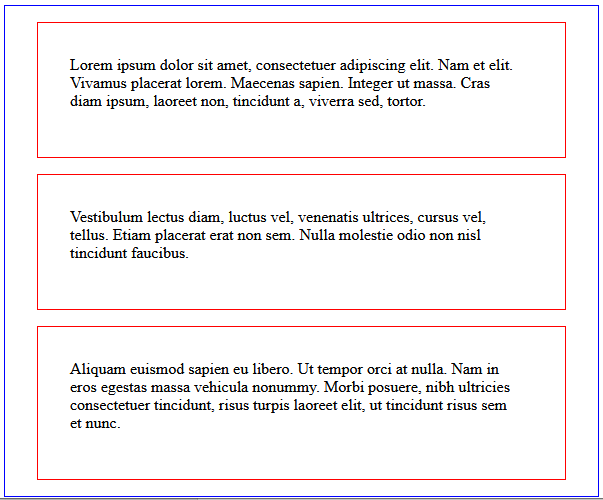 Lorem ipsum dolor sit amet, consectetuer adipiscing elit. Nam et elit.
Vivamus placerat lorem. Maecenas sapien. Integer ut massa. Cras
diam ipsum, laoreet non, tincidunt a, viverra sed, tortor.
Vestibulum lectus diam, luctus vel, venenatis ultrices, cursus vel,
tellus. Etiam placerat erat non sem. Nulla molestie odio non nisl
tincidunt faucibus.
Aliquam euismod sapien eu libero. Ut tempor orci at nulla. Nam in
eros egestas massa vehicula nonummy. Morbi posuere, nibh ultricies
consectetuer tincidunt, risus turpis laoreet elit, ut tincidunt risus sem
et nunc.